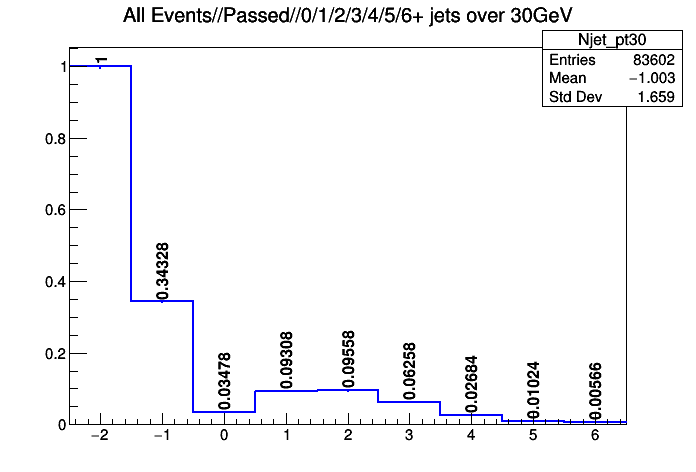 All Events//Passed//0/1/2/3/4/5/6+ jets over 30GeV
Njet_pt30
Entries 83602
Mean −1.003
Std Dev 1.659
1
0.8
0.6
0.4
0.2
0
1
0.34328
0.03478
0.09308
0.09558
0.06258
0.02684
0.01024
0.00566
−2 −1 0 1 2 3 4 5 6